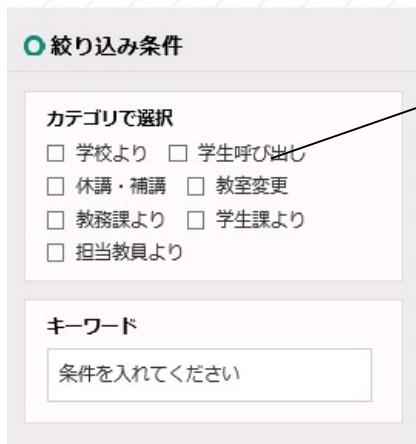 絞り込み条件
カテゴリで選択
学校より 学生呼び出し
休講・補講 教室変更
教務課より 学生課より
担当教員より
キーワード
条件を入れてください